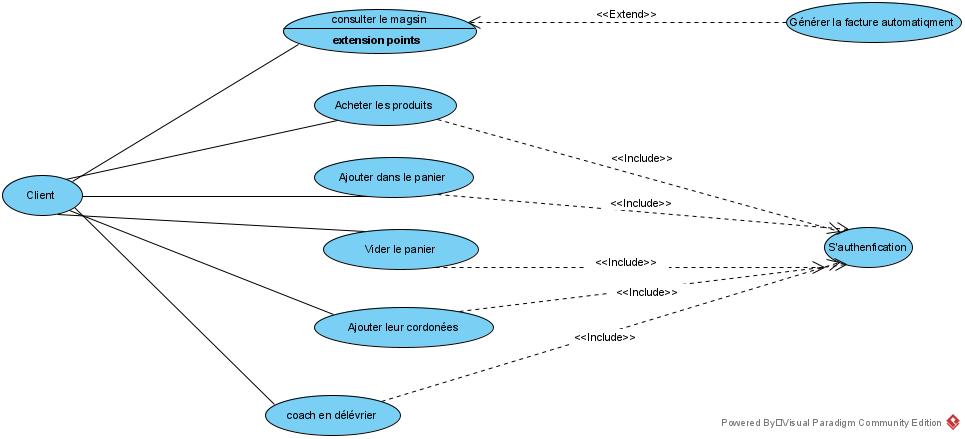 consulter le magsin
extension points
<<Extend>>
Générer la facture automatiqment
Acheter les produits
<<Include>>
Ajouter dans le panier
<<Include>>
Client
Vider le panier
<<Include>>
S'authenfication
<<Include>>
Ajouter leur cordonées
<<Include>>
coach en délévrier
Powered By□Visual Paradigm Community Edition